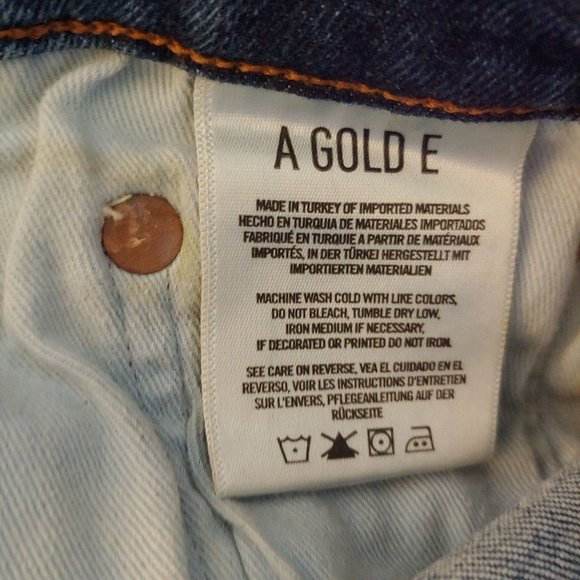 A GOLD E
MADE IN TURKEY OF IMPORTED MATERIALS
HECHO EN TURQUIA DE MATERIALES IMPORTADOS
FABRIQUÉ EN TURQUIE A PARTIR DE MATÉRIAUX
IMPORTÉS, IN DER TÜRKEI HERGESTELLT MIT
IMPORTIERTEN MATERIALIEN
MACHINE WASH COLD WITH LIKE COLORS,
DO NOT BLEACH, TUMBLE DRY LOW,
IRON MEDIUM IF NECESSARY,
IF DECORATED OR PRINTED DO NOT IRON.
SEE CARE ON REVERSE, VEA EL CUIDADO EN EL
REVERSO, VOIR LES INSTRUCTIONS D'ENTRETIEN
SUR L'ENVERS, PFLEGEANLEITUNG AUF DER
RÜCKSEITE